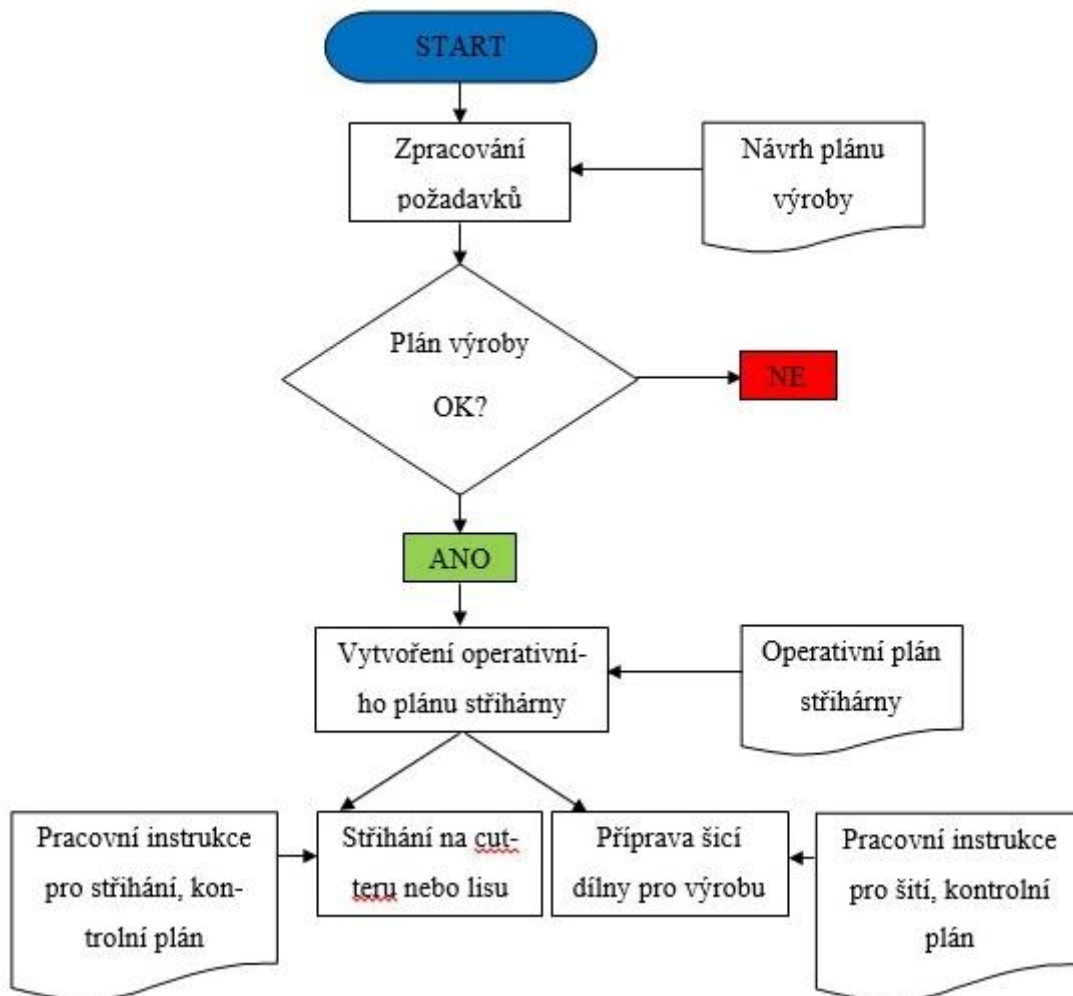 START
Zpracování
požadavků
Návrh plánu
výroby
Plán výroby
OK?
NE
ANO
Vytvoření operativní-
ho plánu střihárny
Operativní plán
střihárny
Pracovní instrukce
pro střihání, kon-
trolní plán
Střihání na cut-
teru nebo lisu
Příprava šicí
dílny pro výrobu
Pracovní instrukce
pro šití, kontrolní
plán